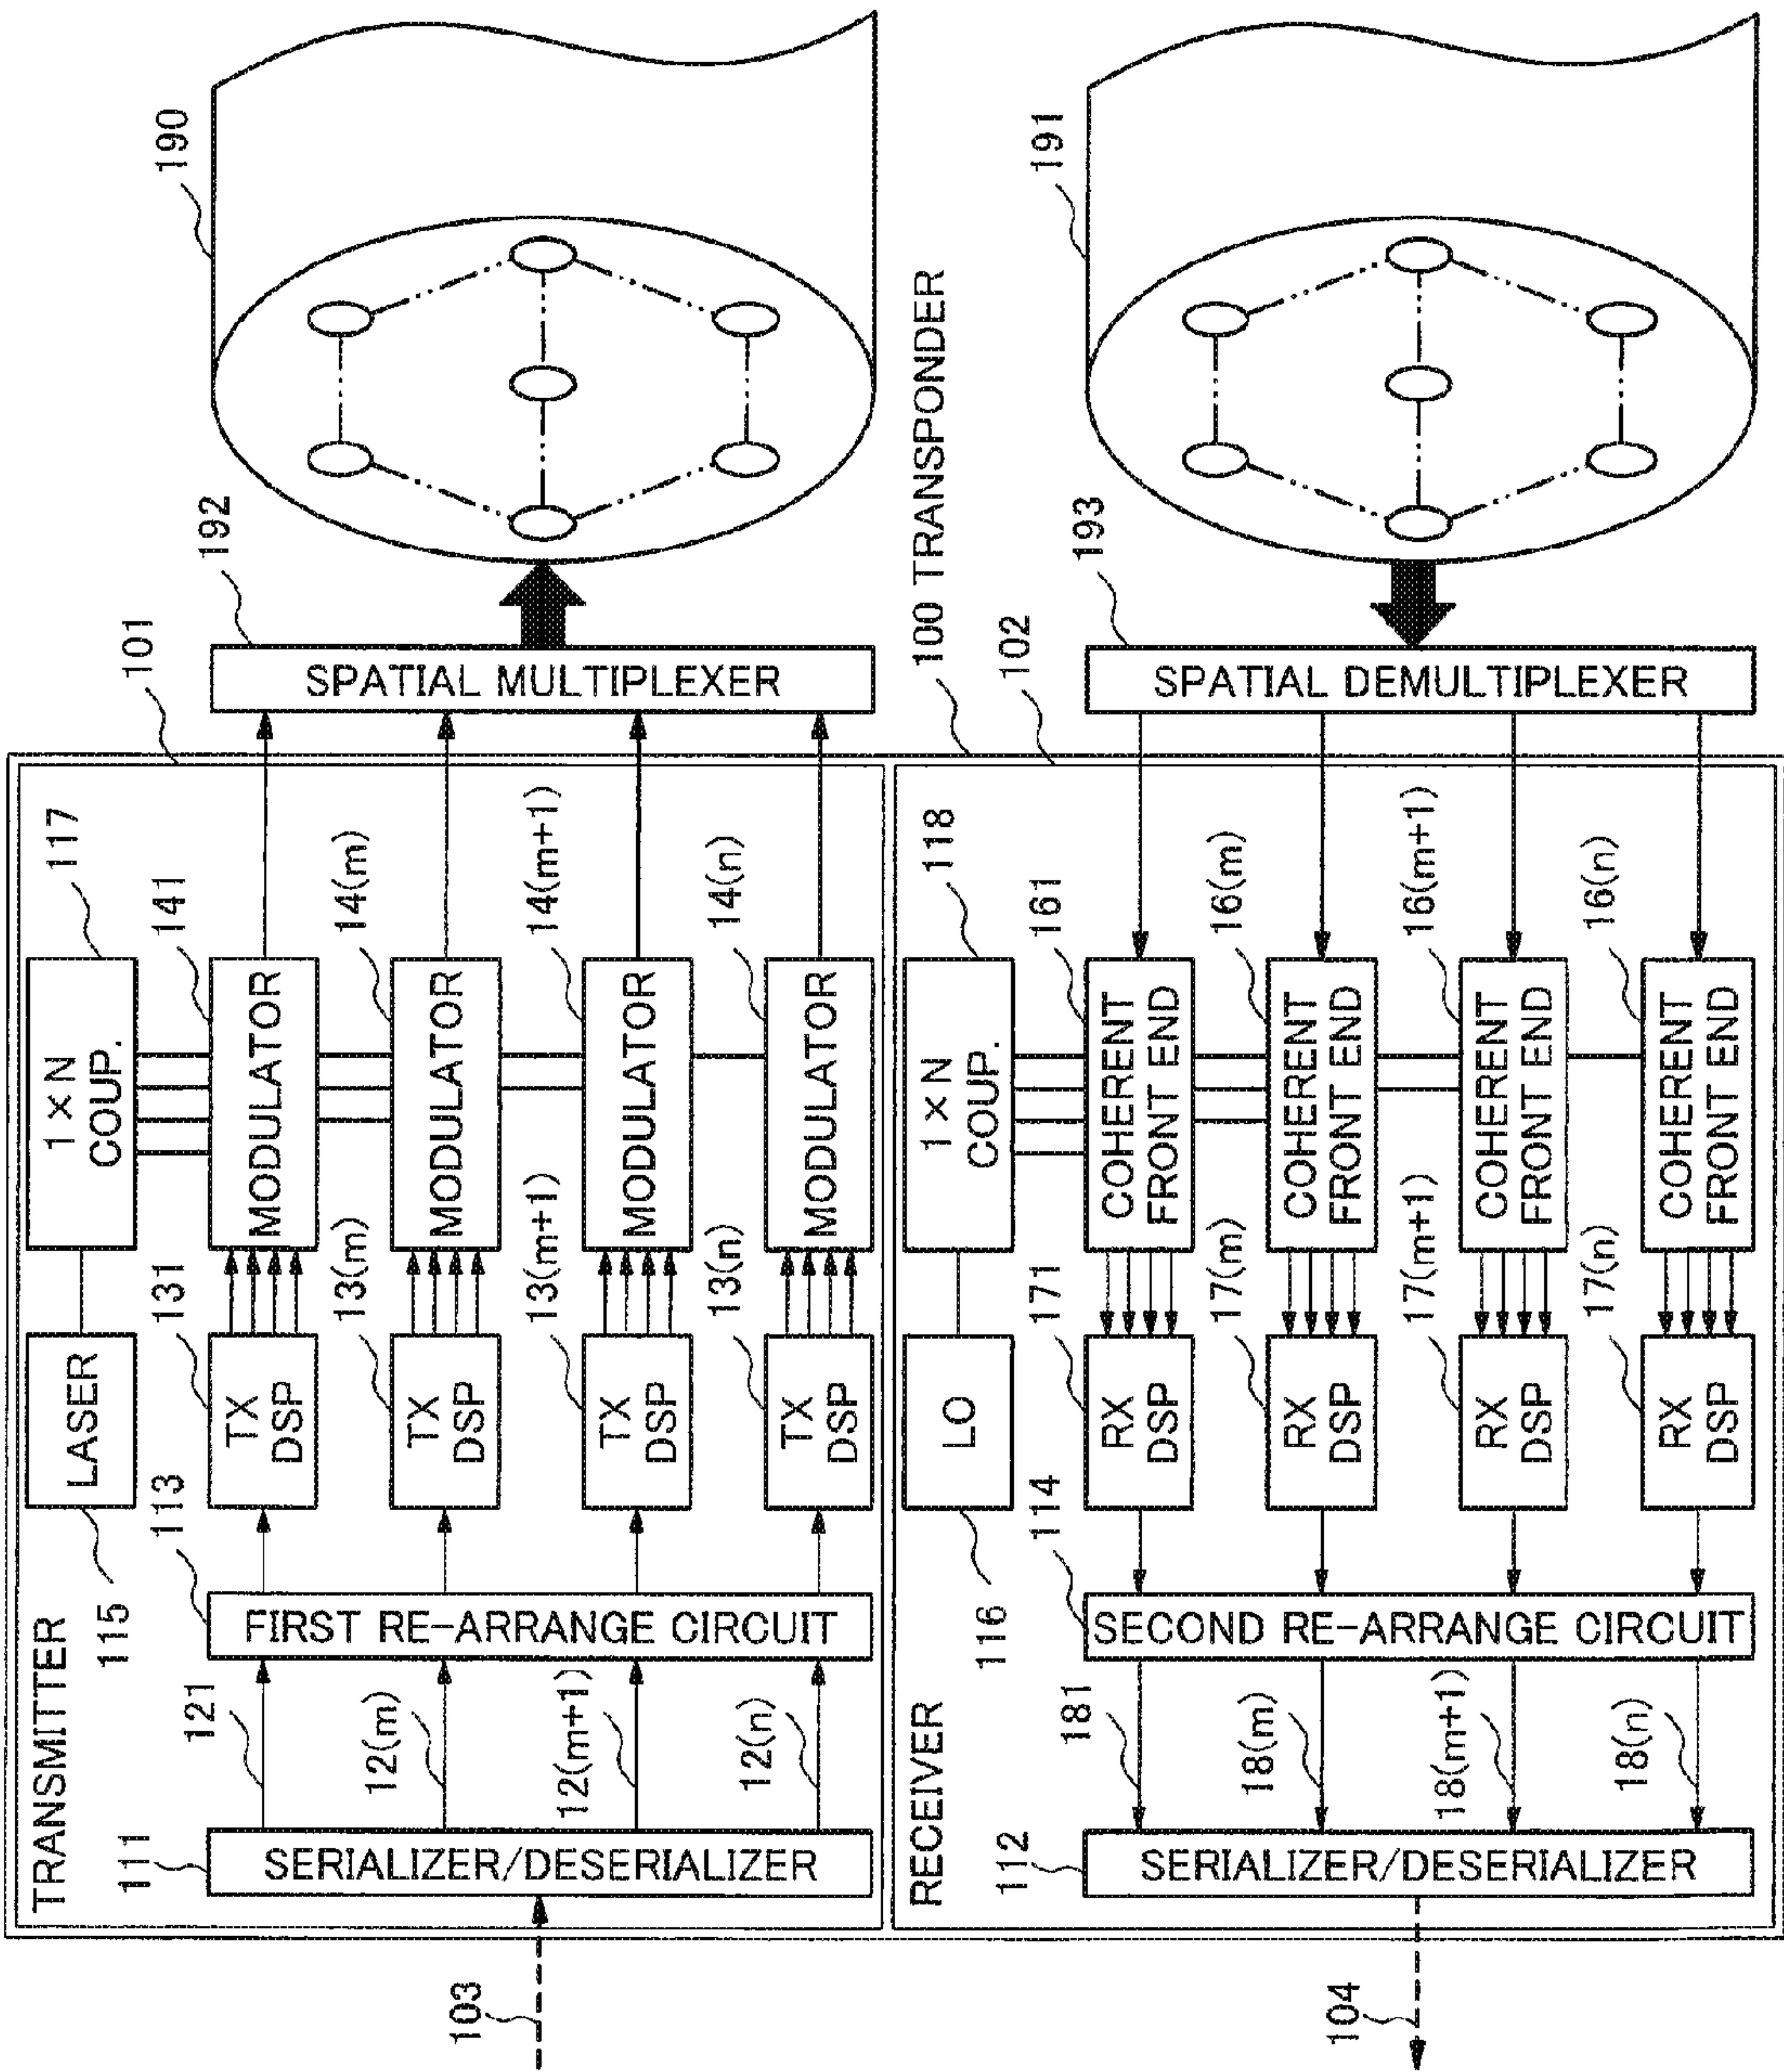 100 TRANSPONDER
TRANSMITTER
101
115
LASER
117
1×N
COUP.
103
111
SERIALIZER/DESERIALIZER
121
12(m)
12(m+1)
12(n)
113
FIRST RE-ARRANGE CIRCUIT
131
TX
DSP
13(m)
TX
DSP
13(m+1)
TX
DSP
13(n)
TX
DSP
141
MODULATOR
14(m)
MODULATOR
14(m+1)
MODULATOR
14(n)
MODULATOR
192
SPATIAL MULTIPLEXER
190
RECEIVER
102
116
LO
118
1×N
COUP.
104
112
SERIALIZER/DESERIALIZER
181
18(m)
18(m+1)
18(n)
114
SECOND RE-ARRANGE CIRCUIT
171
RX
DSP
17(m)
RX
DSP
17(m+1)
RX
DSP
17(n)
RX
DSP
161
COHERENT
FRONT END
16(m)
COHERENT
FRONT END
16(m+1)
COHERENT
FRONT END
16(n)
COHERENT
FRONT END
193
SPATIAL DEMULTIPLEXER
191